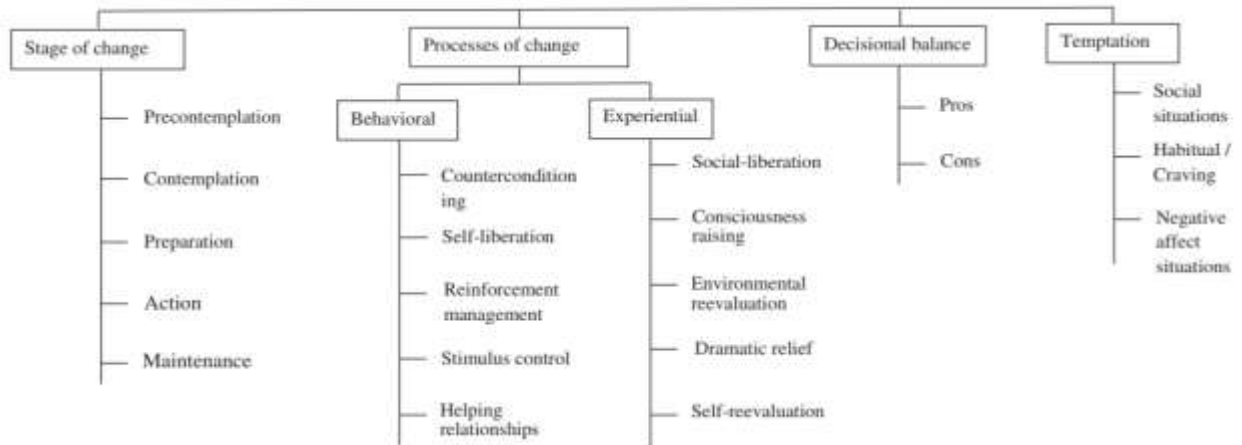 Stage of change
Precontemplation
Contemplation
Preparation
Action
Maintenance
Processes of change
Behavioral
Countercondition
ing
Self-liberation
Reinforcement
management
Stimulus control
Helping
relationships
Experiential
Social-liberation
Consciousness
raising
Environmental
reevaluation
Dramatic relief
Self-reevaluation
Decisional balance
Pros
Cons
Temptation
Social
situations
Habitual /
Craving
Negative
affect
situations